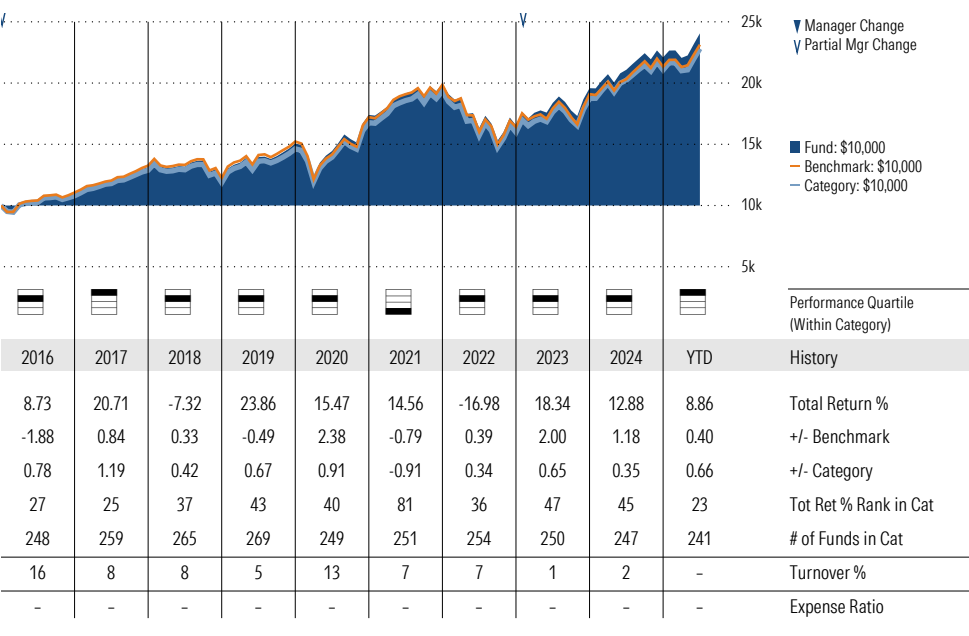 25k
20k
15k
10k
5k
Manager Change
Partial Mgr Change
Fund: $10,000
Benchmark: $10,000
Category: $10,000
Performance Quartile
(Within Category)
2016 2017 2018 2019 2020 2021 2022 2023 2024 YTD History
8.73 20.71 -7.32 23.86 15.47 14.56 -16.98 18.34 12.88 8.86 Total Return %
-1.88 0.84 0.33 -0.49 2.38 -0.79 0.39 2.00 1.18 0.40 +/- Benchmark
0.78 1.19 0.42 0.67 0.91 -0.91 0.34 0.65 0.35 0.66 +/- Category
27 25 37 43 40 81 36 47 45 23 Tot Ret % Rank in Cat
248 259 265 269 249 251 254 250 247 241 # of Funds in Cat
16 8 8 5 13 7 7 1 2 – Turnover %
– – – – – – – – – – Expense Ratio